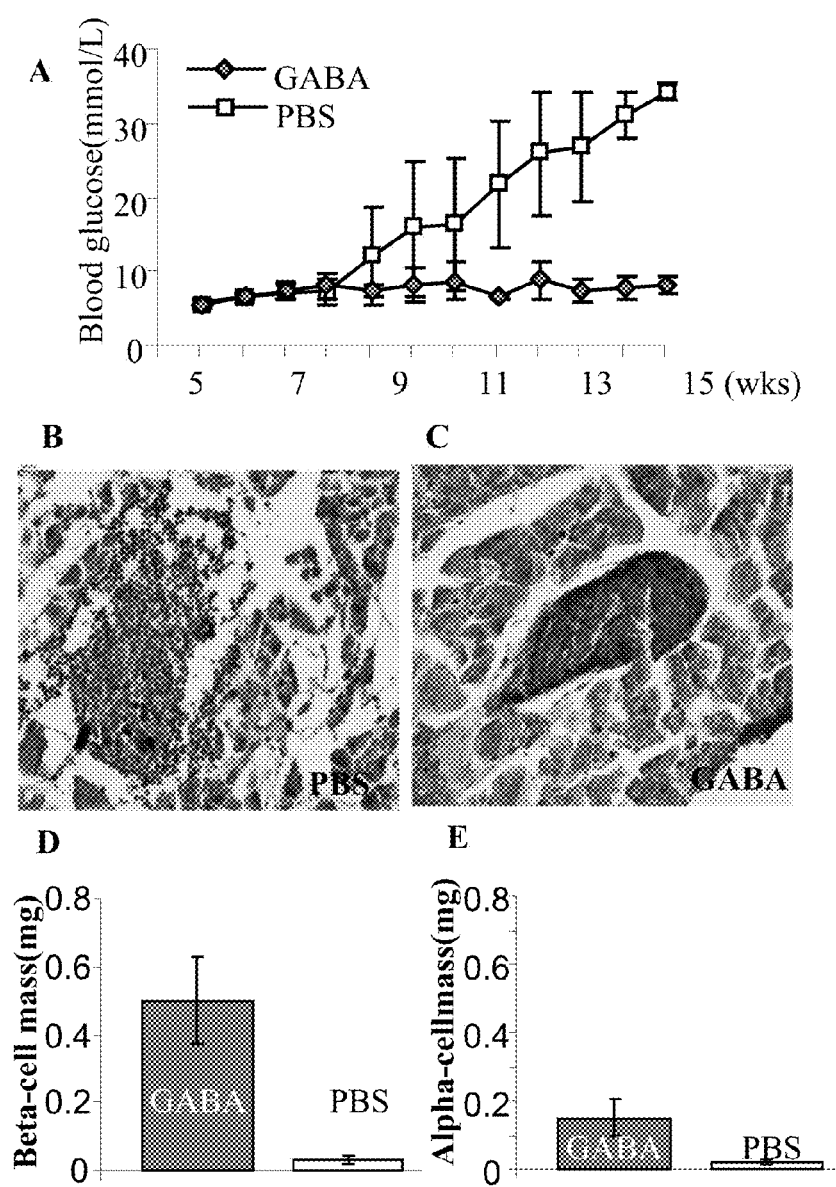 A
Blood glucose(mmol/L)
40
30
20
10
0
GABA
PBS
5 7 9 11 13 15 (wks)
B
C
PBS
GABA
D
E
Beta-cell mass(mg)
0.8
0.6
0.4
0.2
0
GABA
PBS
Alpha-cellmass(mg)
0.8
0.6
0.4
0.2
0
GABA
PBS